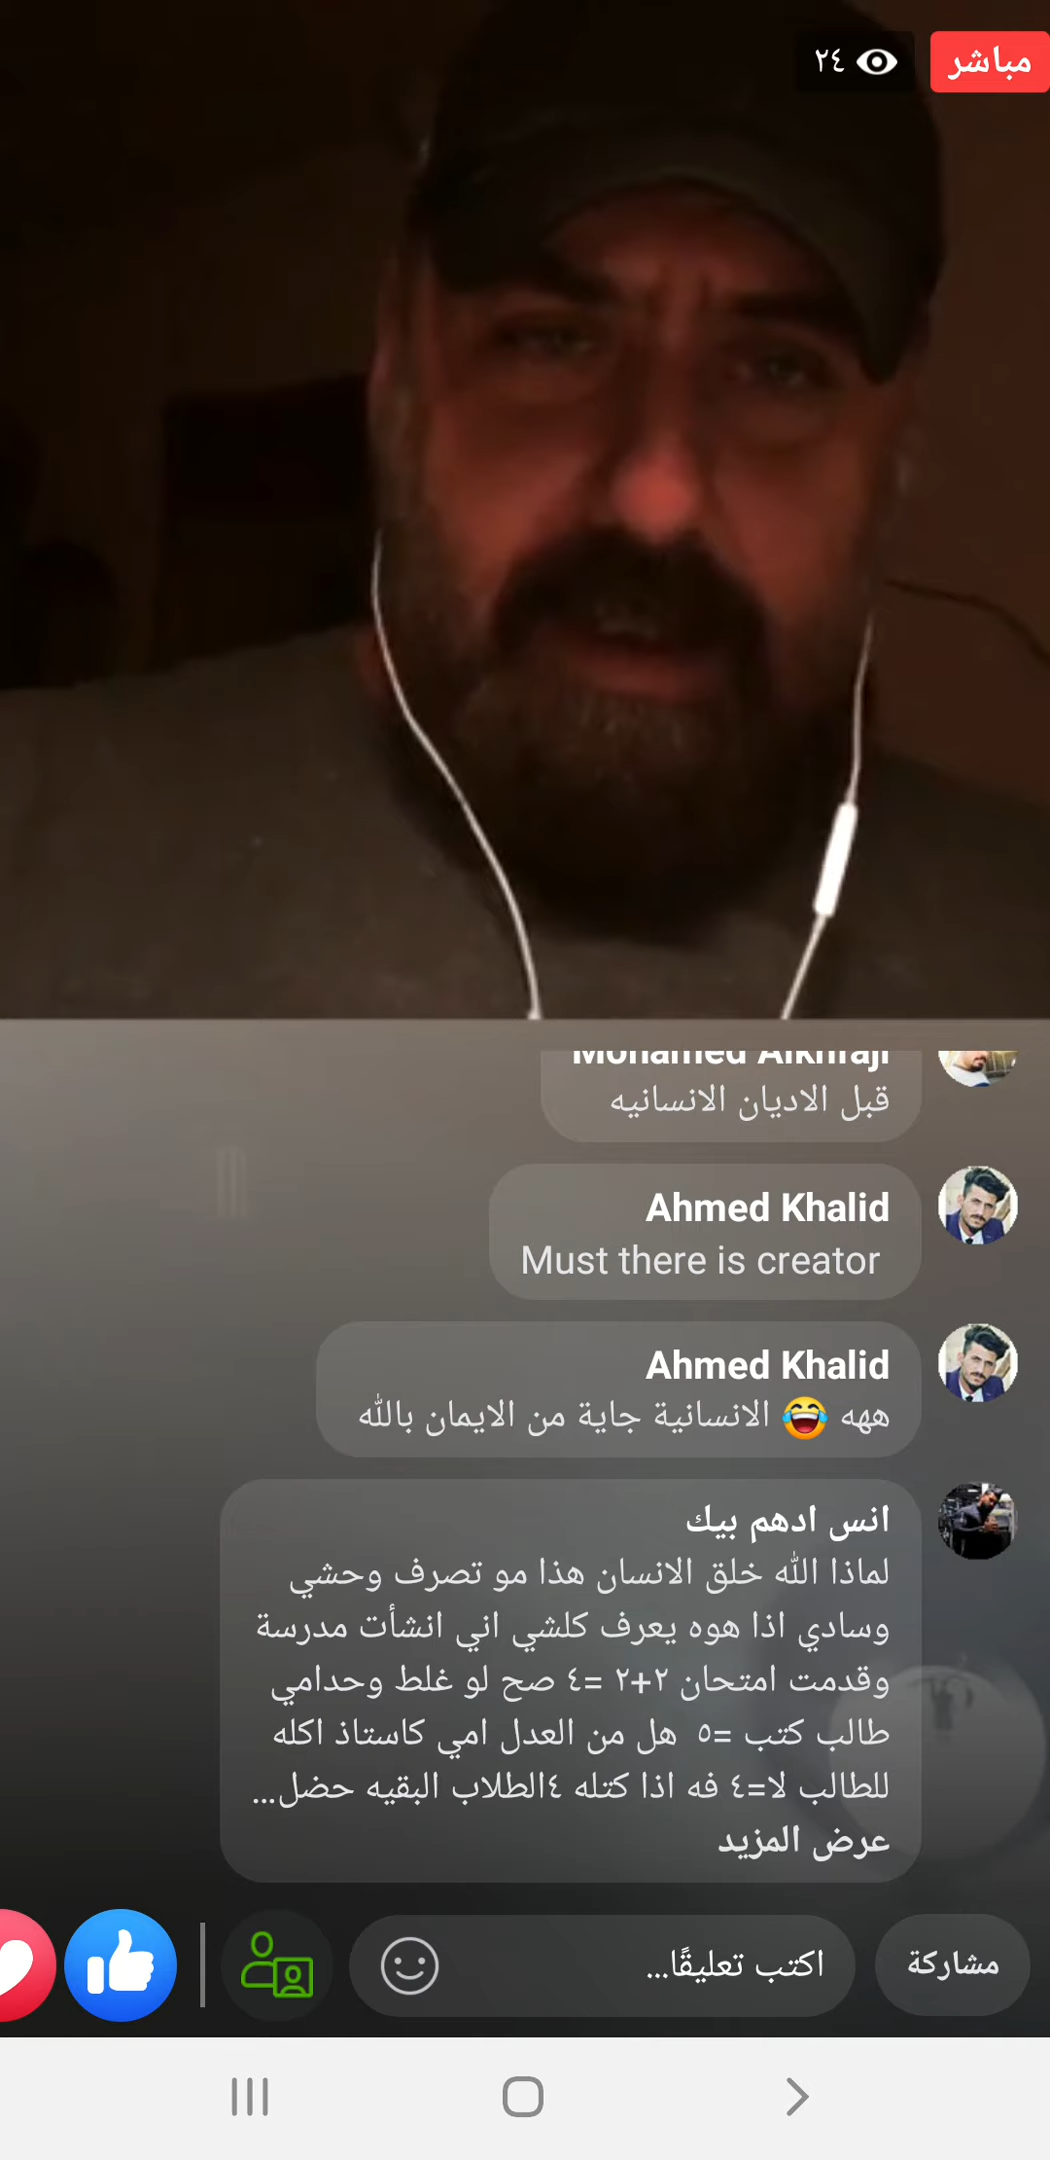 مباشر
٢٤
Mohamed Alkhfaji
قبل الاديان الانسانيه
Ahmed Khalid
Must there is creator
Ahmed Khalid
ههه 😂 الانسانية جاية من الايمان بالله
انس ادهم بيك
لماذا الله خلق الانسان هذا مو تصرف وحشي
وسادي اذا هوه يعرف كلشي اني انشأت مدرسة
وقدمت امتحان ٢+٢ =٤ صح لو غلط وحدامي
طالب كتب =٥ هل من العدل امي كاستاذ اكله
للطالب لا=٤ فه اذا كتله ٤الطلاب البقيه حضل...
عرض المزيد
اكتب تعليقًا...
مشاركة